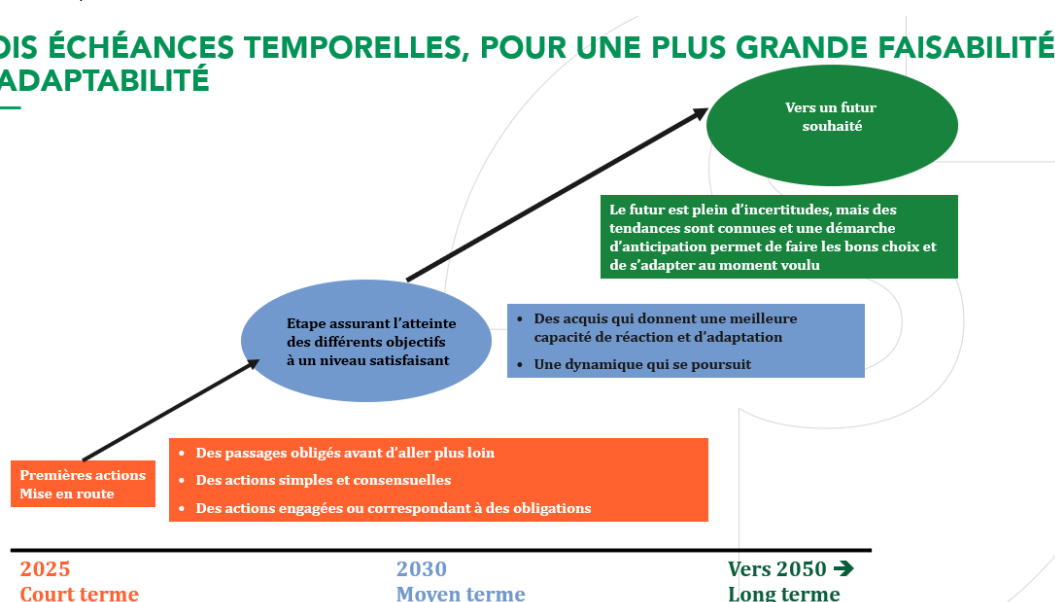 OIS ÉCHÉANCES TEMPORELLES, POUR UNE PLUS GRANDE FAISABILITÉ
ADAPTABILITÉ
Vers un futur
souhaité
Le futur est plein d'incertitudes, mais des
tendances sont connues et une démarche
d'anticipation permet de faire les bons choix et
de s'adapter au moment voulu
Etape assurant l'atteinte
des différents objectifs
à un niveau satisfaisant
• Des acquis qui donnent une meilleure
capacité de réaction et d'adaptation
• Une dynamique qui se poursuit
Premières actions
Mise en route
• Des passages obligés avant d'aller plus loin
• Des actions simples et consensuelles
• Des actions engagées ou correspondant à des obligations
2025
Court terme
2030
Moyen terme
Vers 2050 ➔
Long terme